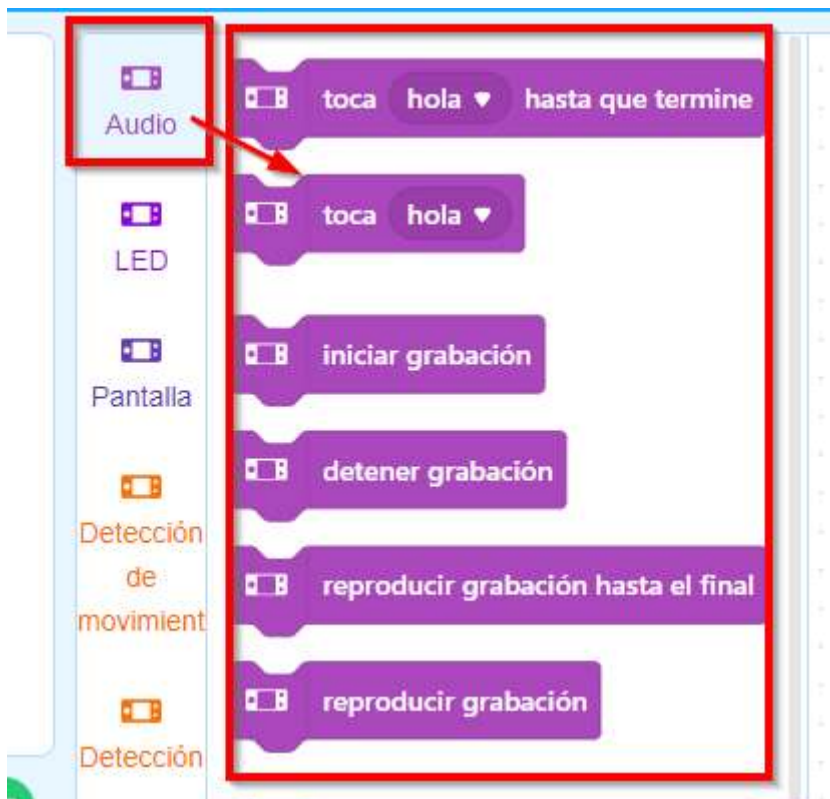 Audio
LED
Pantalla
Detección
de
movimient
Detección
toca hola hasta que termine
toca hola
iniciar grabación
detener grabación
reproducir grabación hasta el final
reproducir grabación